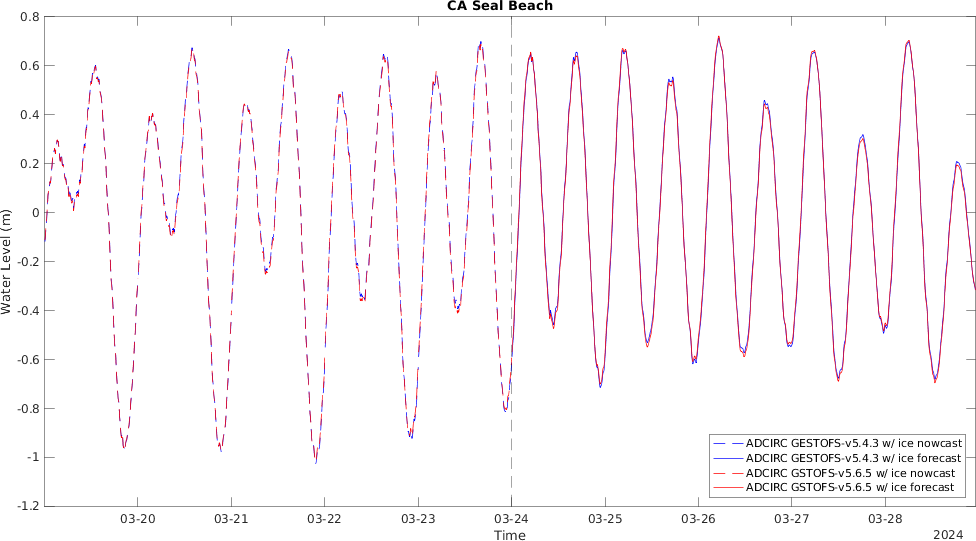 CA Seal Beach
0.8
0.6
0.4
0.2
0
-0.2
-0.4
-0.6
-0.8
-1
-1.2
Water Level (m)
03-20 03-21 03-22 03-23 03-24 03-25 03-26 03-27 03-28
Time
2024
ADCIRC GESTOFS-v5.4.3 w/ ice nowcast
ADCIRC GESTOFS-v5.4.3 w/ ice forecast
ADCIRC GSTOFS-v5.6.5 w/ ice nowcast
ADCIRC GSTOFS-v5.6.5 w/ ice forecast